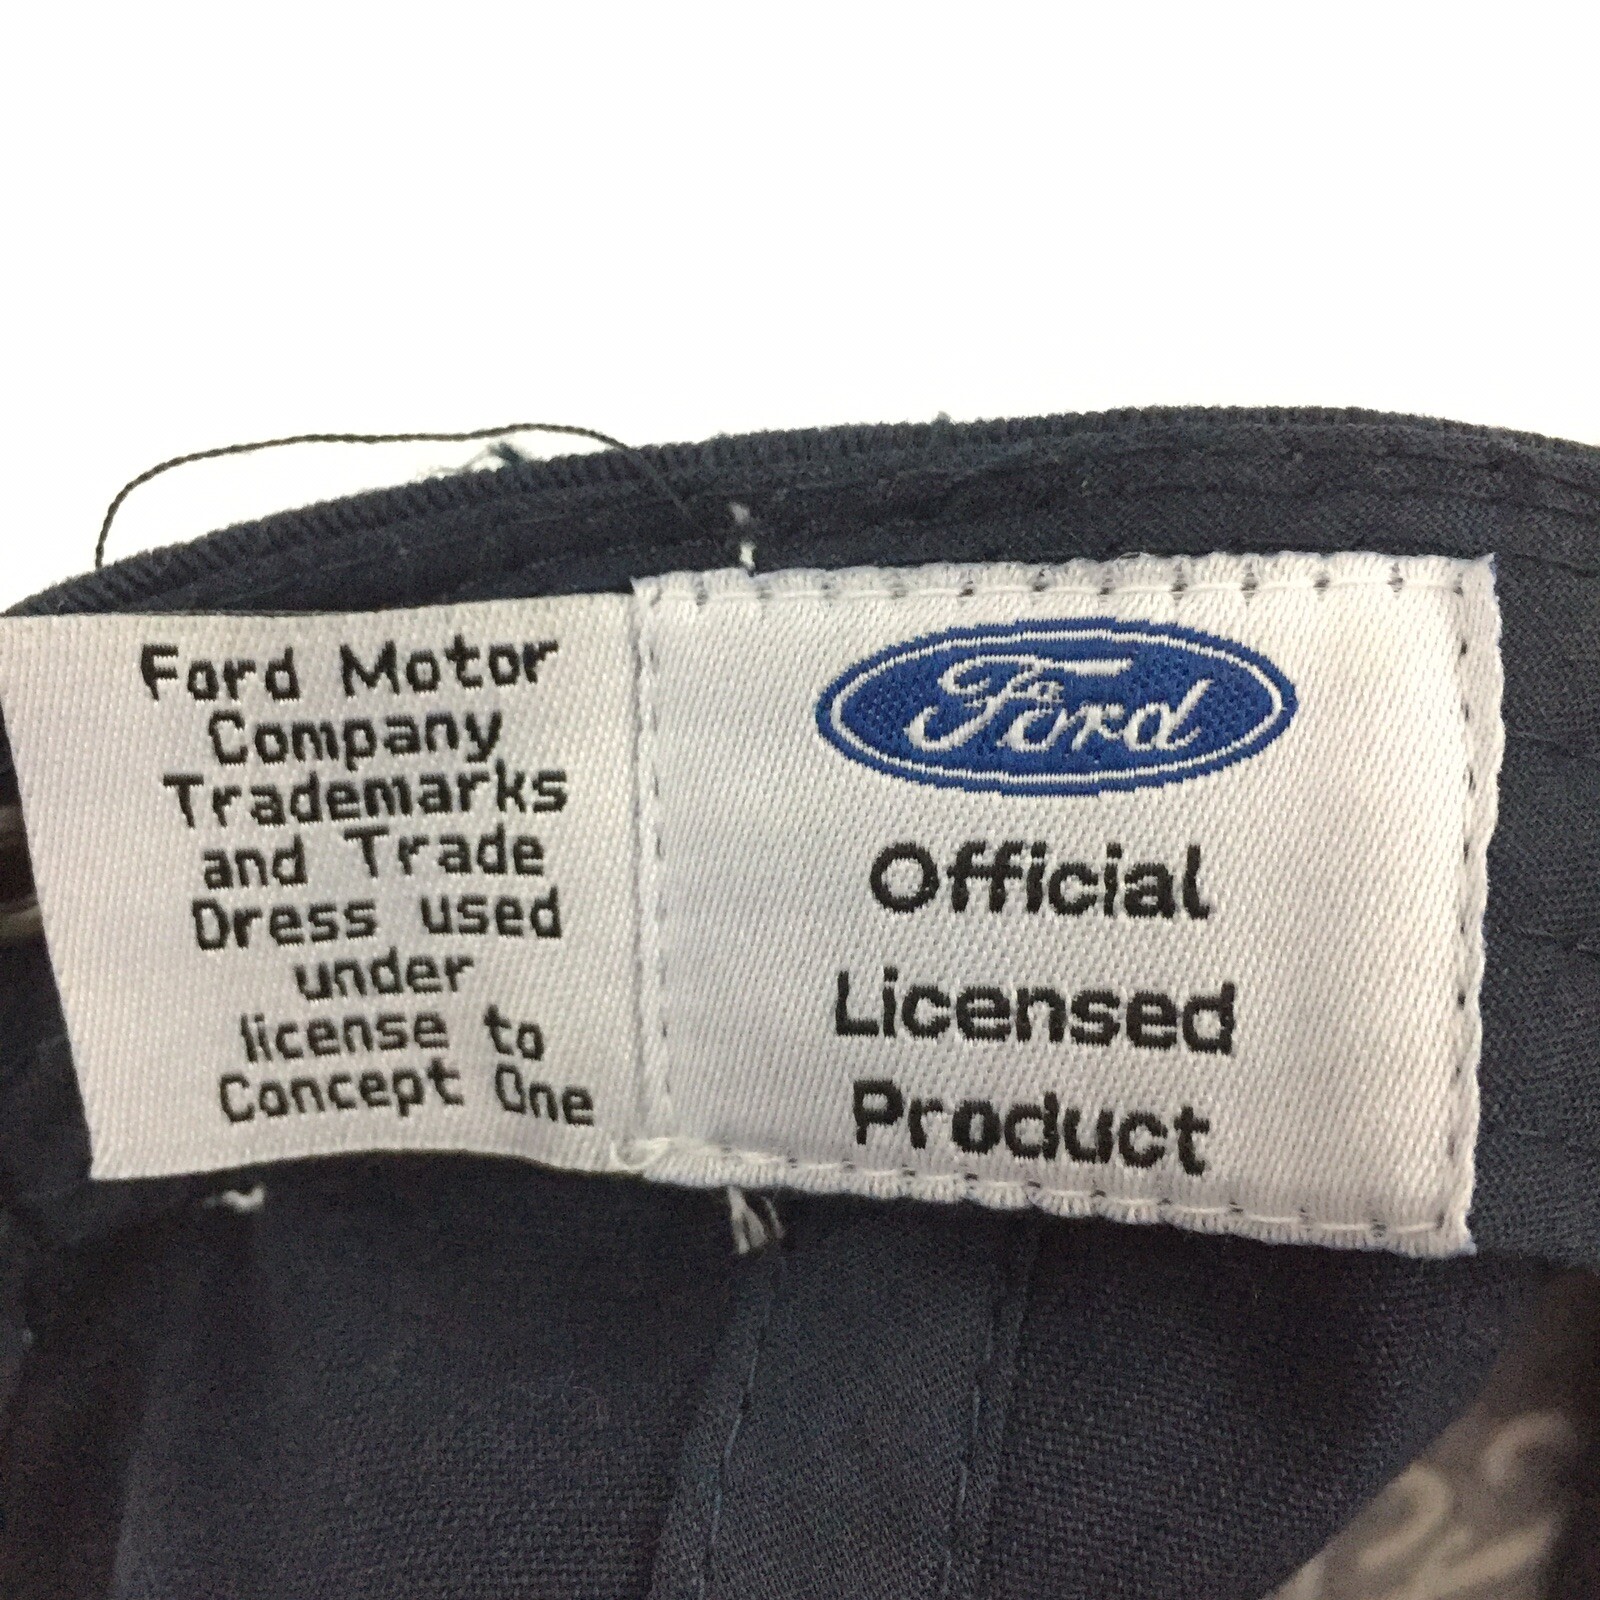 Ford Motor
Company
Trademarks
and Trade
Dress used
under
license to
Concept One
Ford
Official
Licensed
Product